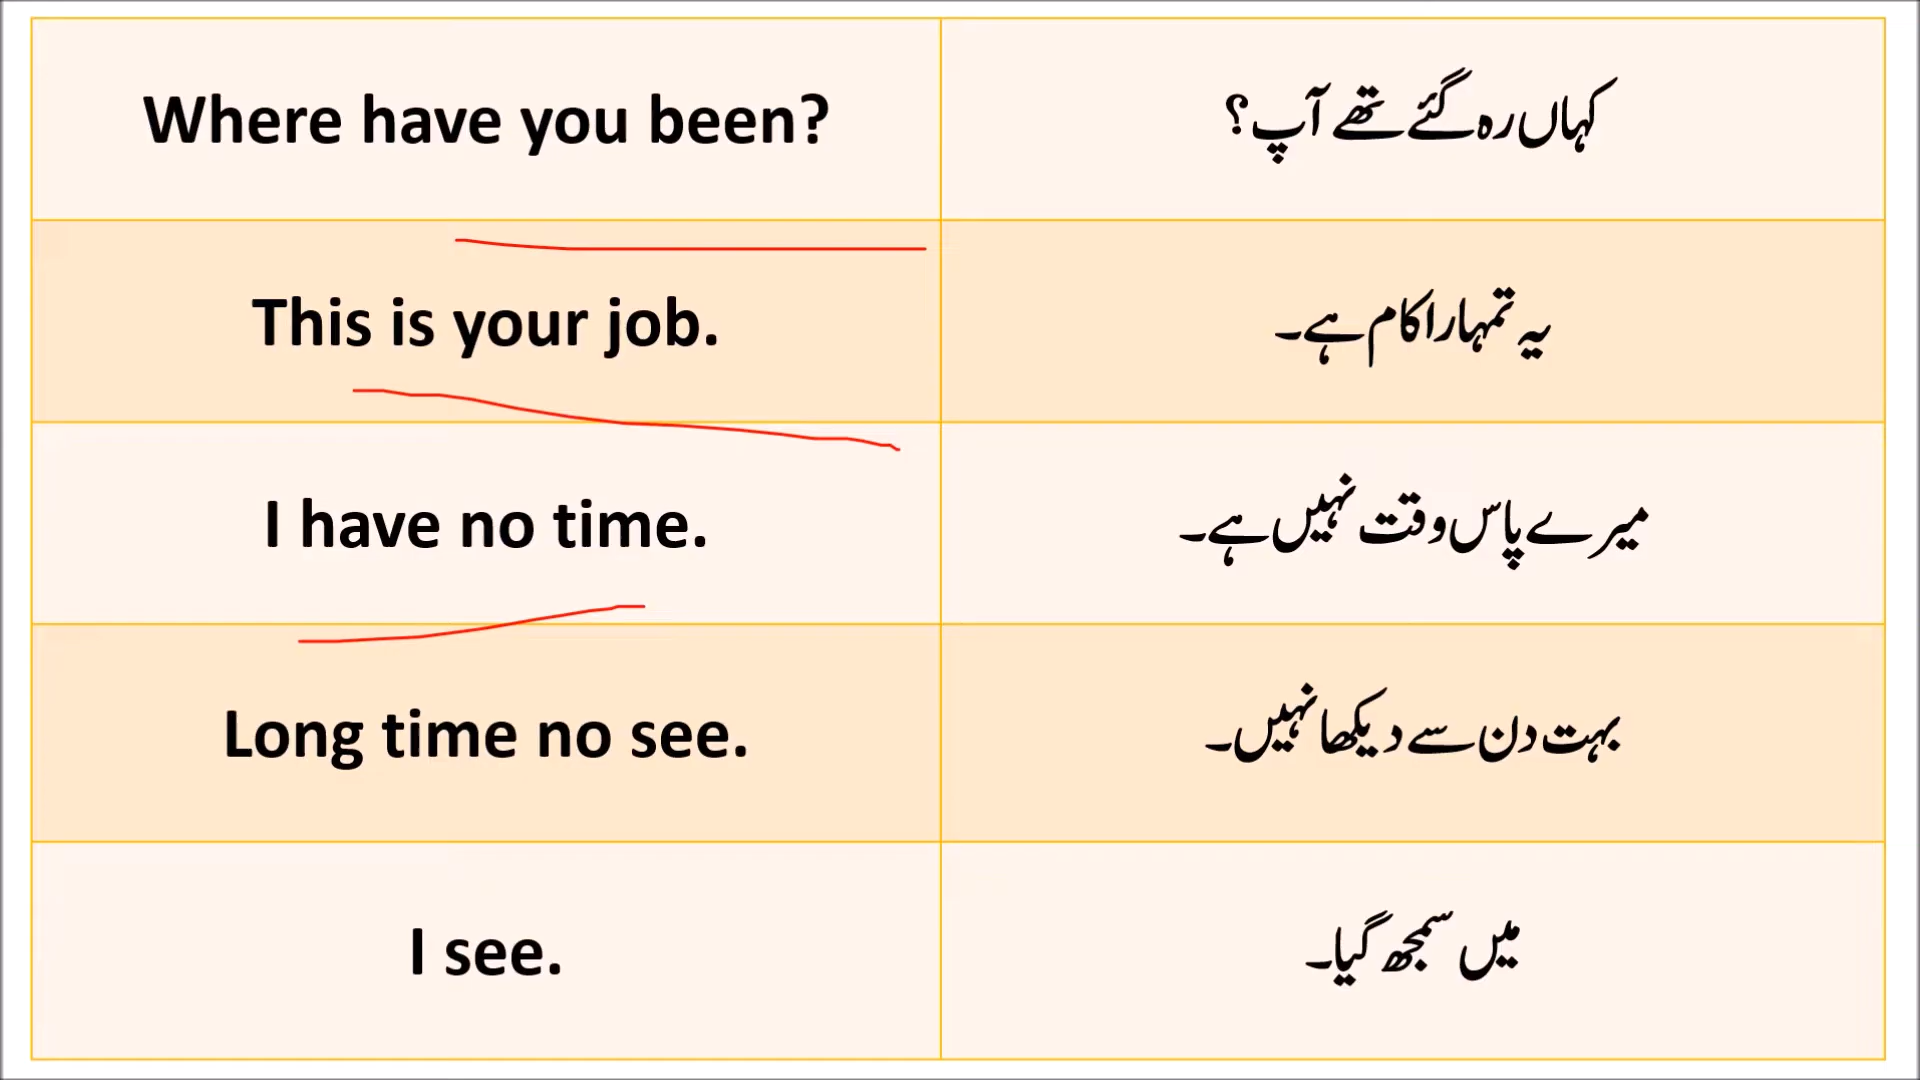 Where have you been?
کہاں رہ گئے تھے آپ؟
This is your job.
یہ تمہارا کام ہے۔
I have no time.
میرے پاس وقت نہیں ہے۔
Long time no see.
بہت دن سے دیکھا نہیں۔
I see.
میں سمجھ گیا۔